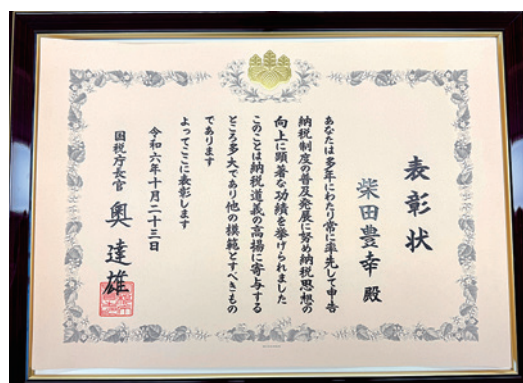 表彰状
柴田豊幸殿
あなたは多年にわたり常に率先して申告
納税制度の普及発展に努め納税思想の
向上に顕著な功績を挙げられました
このことは納税道義の高揚に寄与する
ところ多大であり他の模範とすべきもの
であります
よってここに表彰します
令和六年十月二十三日
国税庁長官 奥達雄